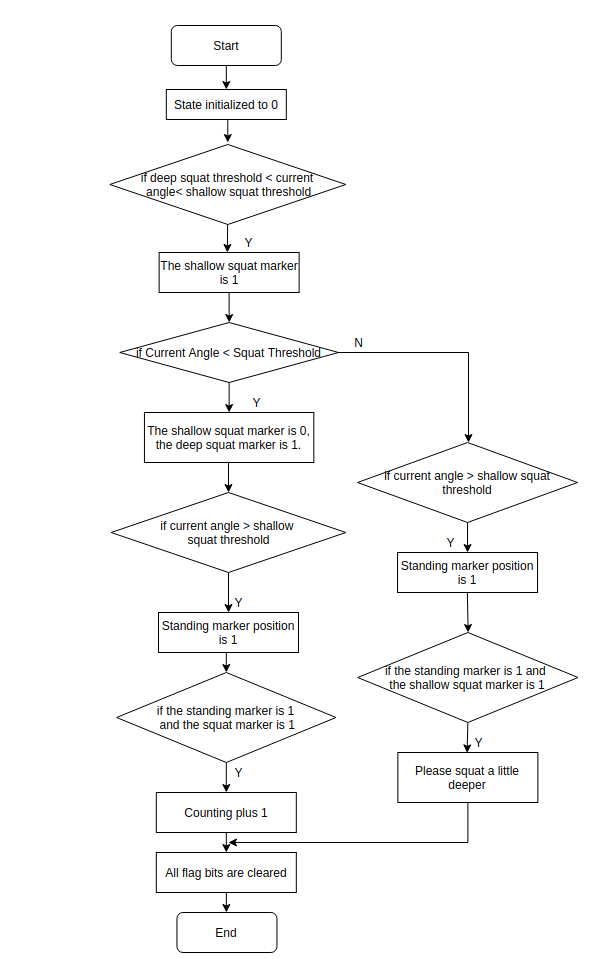 Start
State initialized to 0
if deep squat threshold < current
angle< shallow squat threshold
Y
The shallow squat marker
is 1
if Current Angle < Squat Threshold
N
Y
The shallow squat marker is 0,
the deep squat marker is 1.
if current angle > shallow squat
threshold
if current angle > shallow
squat threshold
Y
Standing marker position
is 1
Y
Standing marker position
is 1
if the standing marker is 1 and
the shallow squat marker is 1
if the standing marker is 1
and the squat marker is 1
Y
Please squat a little
deeper
Y
Counting plus 1
All flag bits are cleared
End